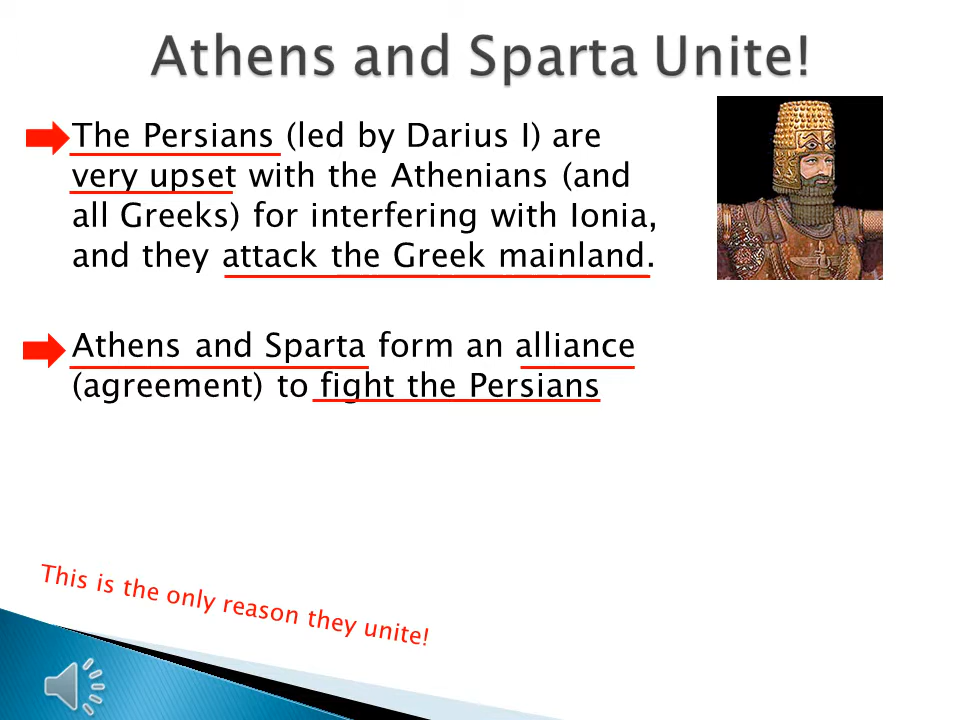 Athens and Sparta Unite!
The Persians (led by Darius I) are
very upset with the Athenians (and
all Greeks) for interfering with Ionia,
and they attack the Greek mainland.
Athens and Sparta form an alliance
(agreement) to fight the Persians
This is the only reason they unite!